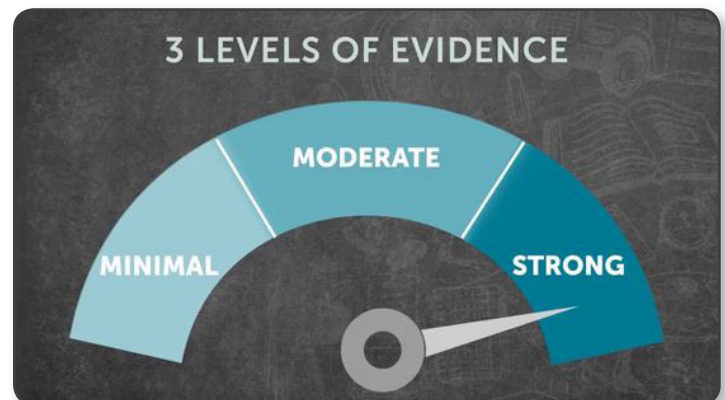 3 LEVELS OF EVIDENCE
MODERATE
MINIMAL
STRONG